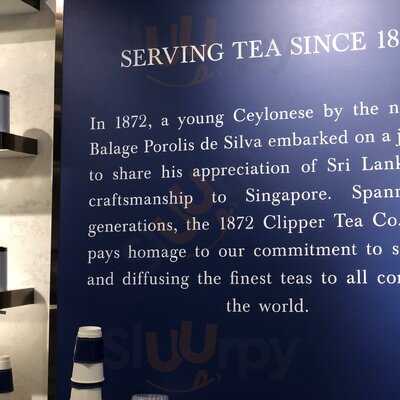 SERVING TEA SINCE 18
In 1872, a young Ceylonese by the n
Balage Porolis de Silva embarked on a j
to share his appreciation of Sri Lank
craftsmanship to Singapore. Spann
generations, the 1872 Clipper Tea Co.
pays homage to our commitment to s
and diffusing the finest teas to all co
the world.
Sluurpy